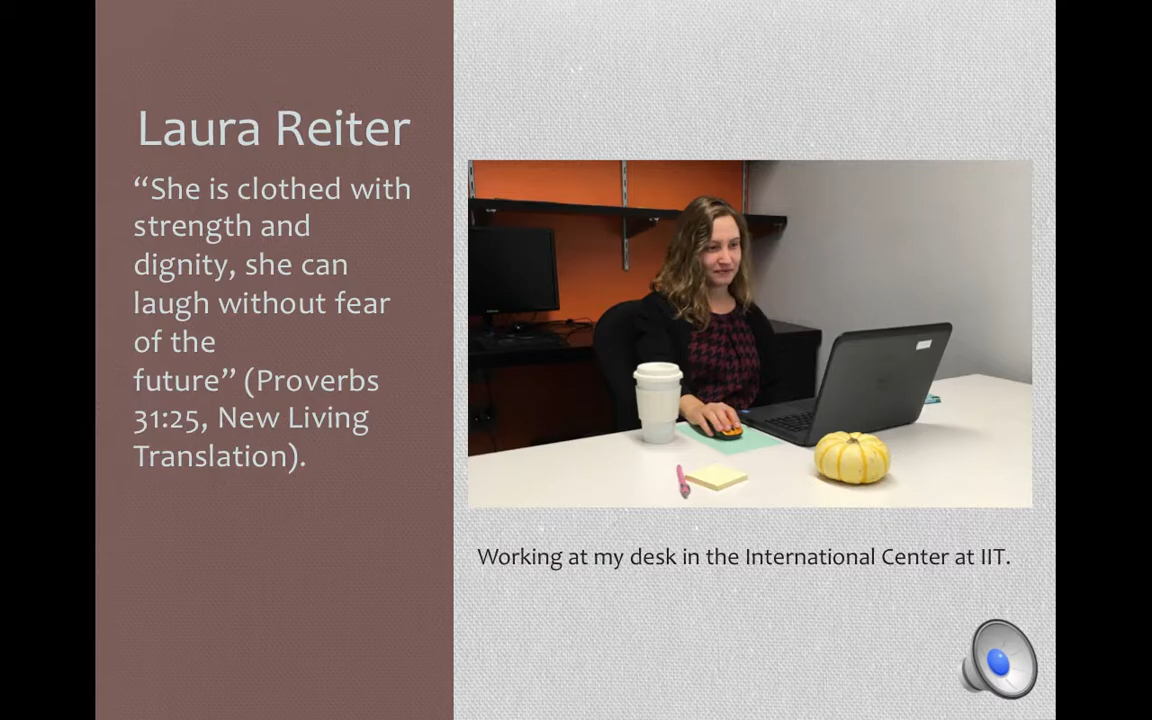 Laura Reiter
“She is clothed with
strength and
dignity, she can
laugh without fear
of the
future” (Proverbs
31:25, New Living
Translation).
Working at my desk in the International Center at IIT.